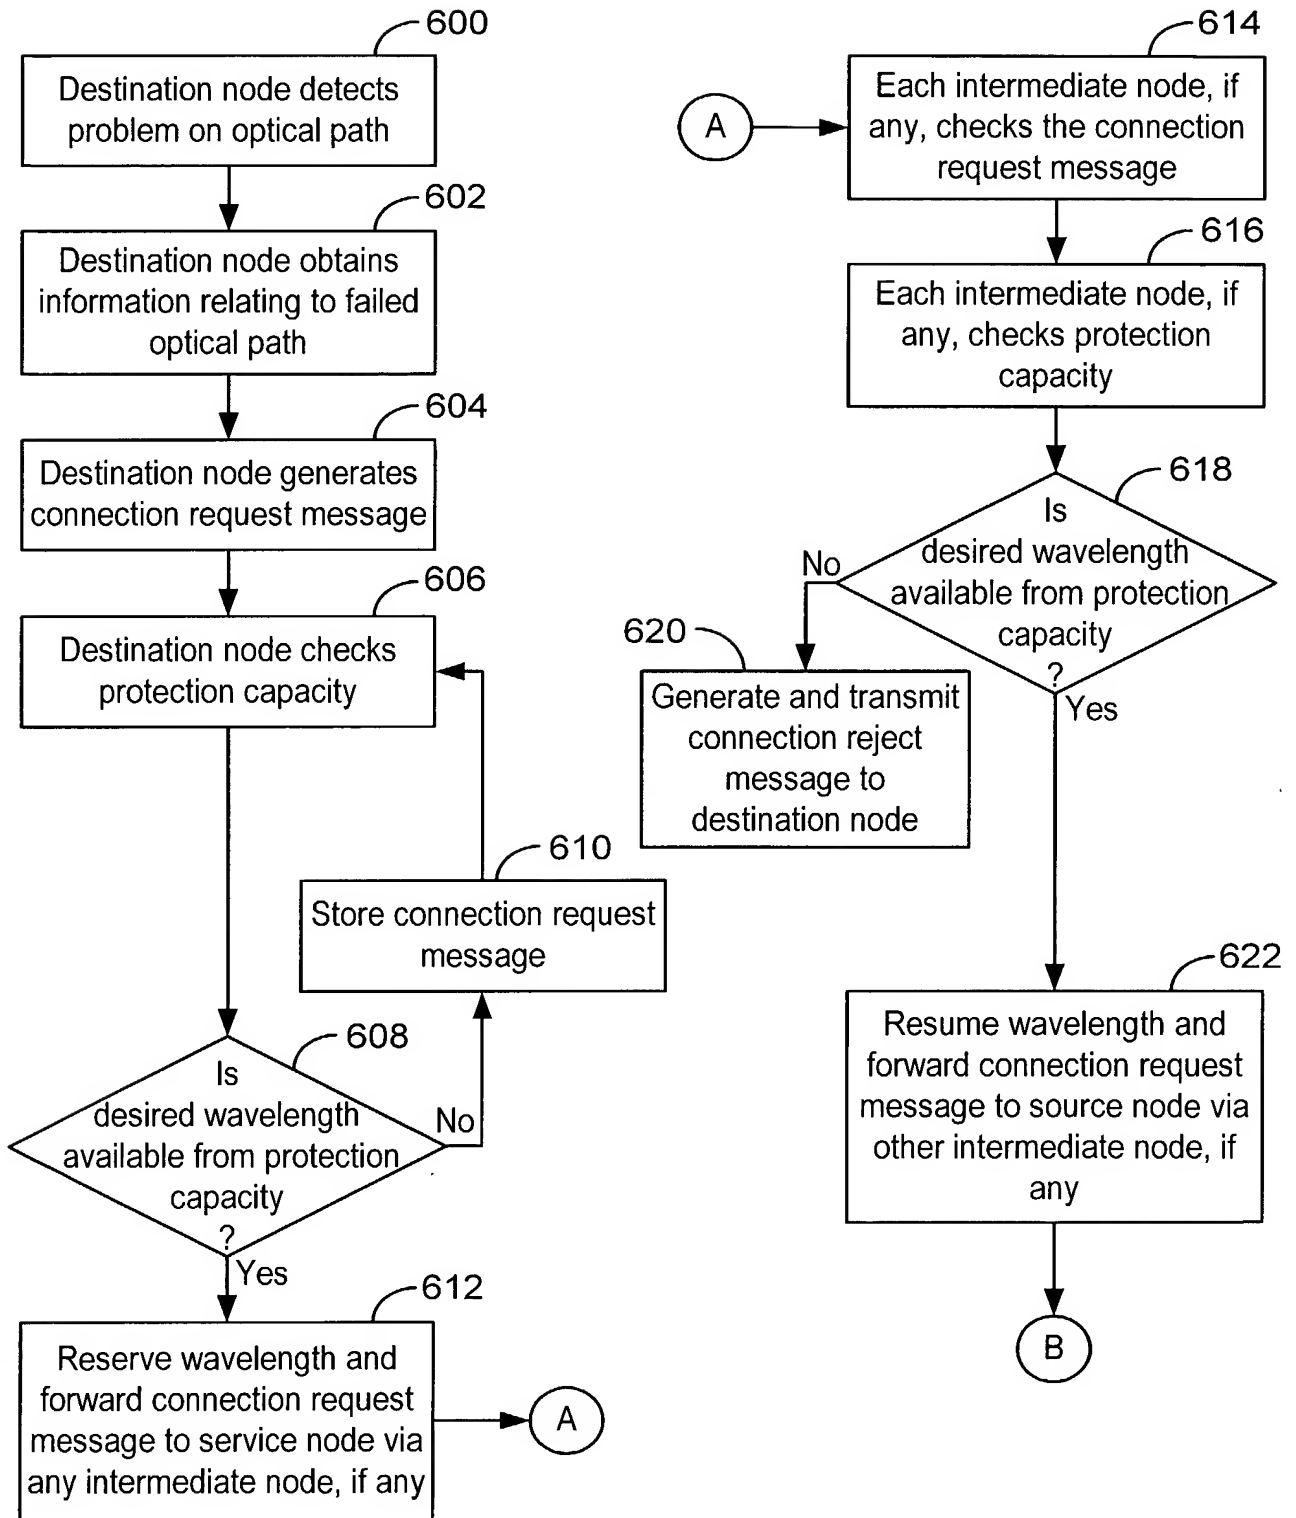 600
Destination node detects
problem on optical path
602
Destination node obtains
information relating to failed
optical path
604
Destination node generates
connection request message
606
Destination node checks
protection capacity
610
Store connection request
message
608
Is
desired wavelength
available from protection
capacity
?
No
Yes
612
Reserve wavelength and
forward connection request
message to service node via
any intermediate node, if any
A
A
614
Each intermediate node, if
any, checks the connection
request message
616
Each intermediate node, if
any, checks protection
capacity
618
Is
desired wavelength
available from protection
capacity
?
No
Yes
620
Generate and transmit
connection reject
message to
destination node
622
Resume wavelength and
forward connection request
message to source node via
other intermediate node, if
any
B